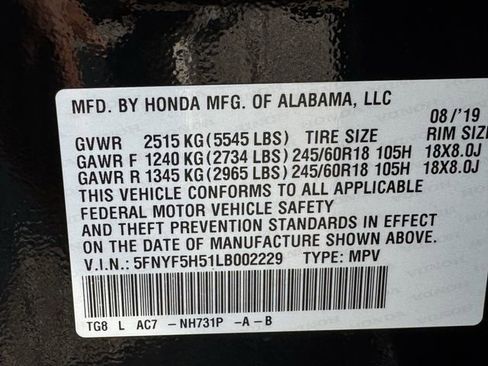 MFD. BY HONDA MFG. OF ALABAMA, LLC
08/'19
GVWR 2515 KG (5545 LBS) TIRE SIZE RIM SIZE
GAWR F 1240 KG (2734 LBS) 245/60R18 105H 18X8.0J
GAWR R 1345 KG (2965 LBS) 245/60R18 105H 18X8.0J
THIS VEHICLE CONFORMS TO ALL APPLICABLE
FEDERAL MOTOR VEHICLE SAFETY
AND THEFT PREVENTION STANDARDS IN EFFECT
ON THE DATE OF MANUFACTURE SHOWN ABOVE.
V.I.N.: 5FNYF5H51LB002229 TYPE: MPV
TG8 L AC7 -NH731P -A-B